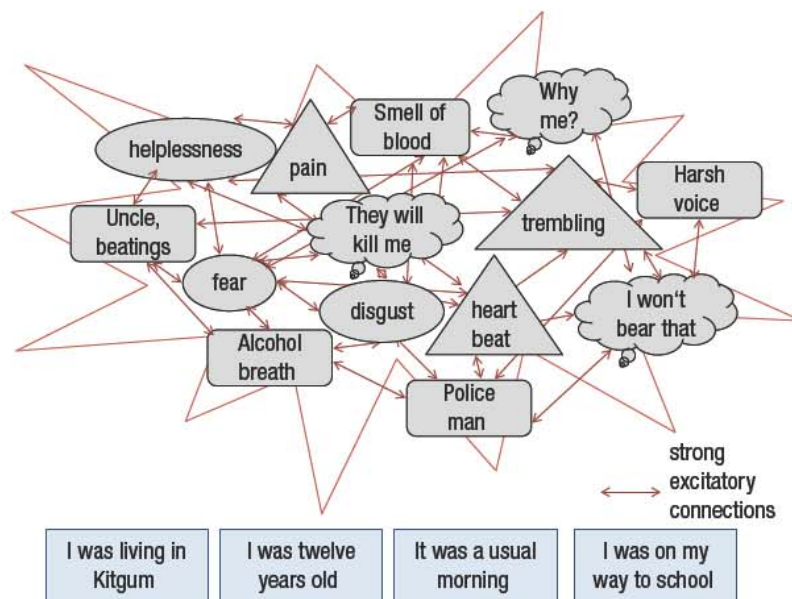 Why
me?
Smell of
blood
helplessness
pain
Harsh
voice
They will
kill me
trembling
Uncle,
beatings
fear
disgust
heart
beat
I won't
bear that
Alcohol
breath
Police
man
strong
excitatory
connections
I was living in
Kitgum
I was twelve
years old
It was a usual
morning
I was on my
way to school